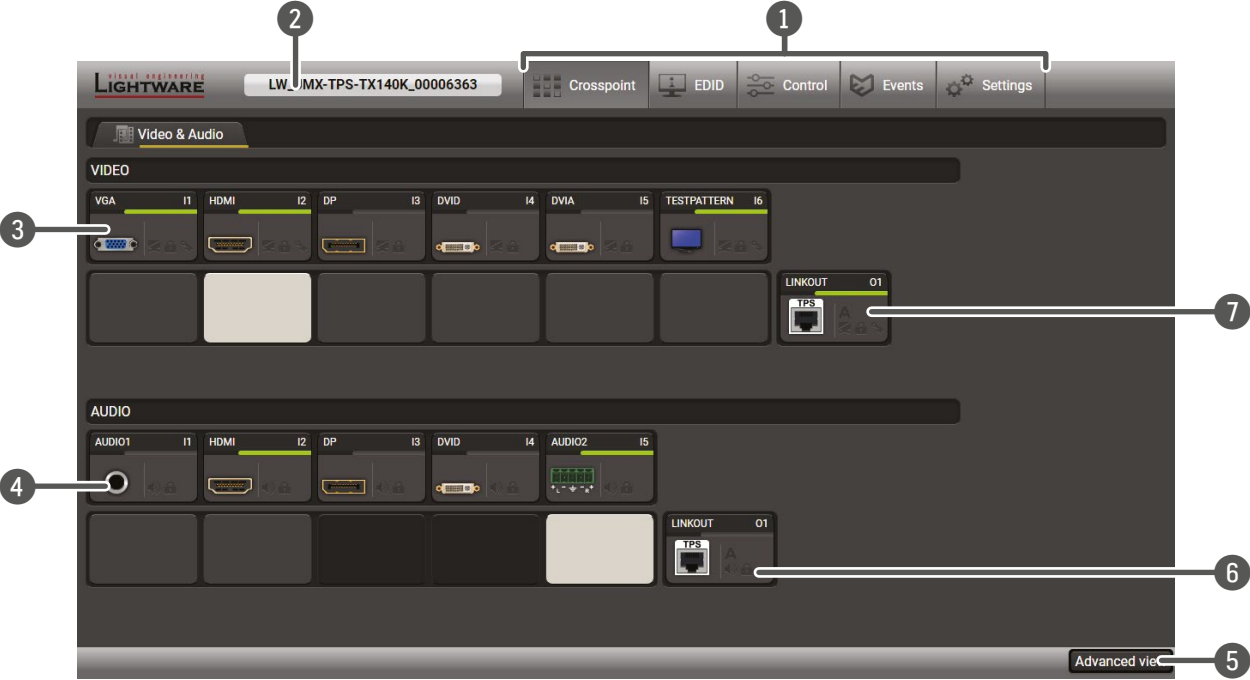 2
1
visual engineering
LIGHTWARE
LW_UMX-TPS-TX140K_00006363
Crosspoint
EDID
Control
Events
Settings
Video & Audio
VIDEO
VGA I1
HDMI I2
DP I3
DVID I4
DVIA I5
TESTPATTERN I6
3
LINKOUT O1
TPS
A
7
AUDIO
AUDIO1 I1
HDMI I2
DP I3
DVID I4
AUDIO2 I5
4
+ L - - R +
LINKOUT O1
TPS
A
6
Advanced view
5